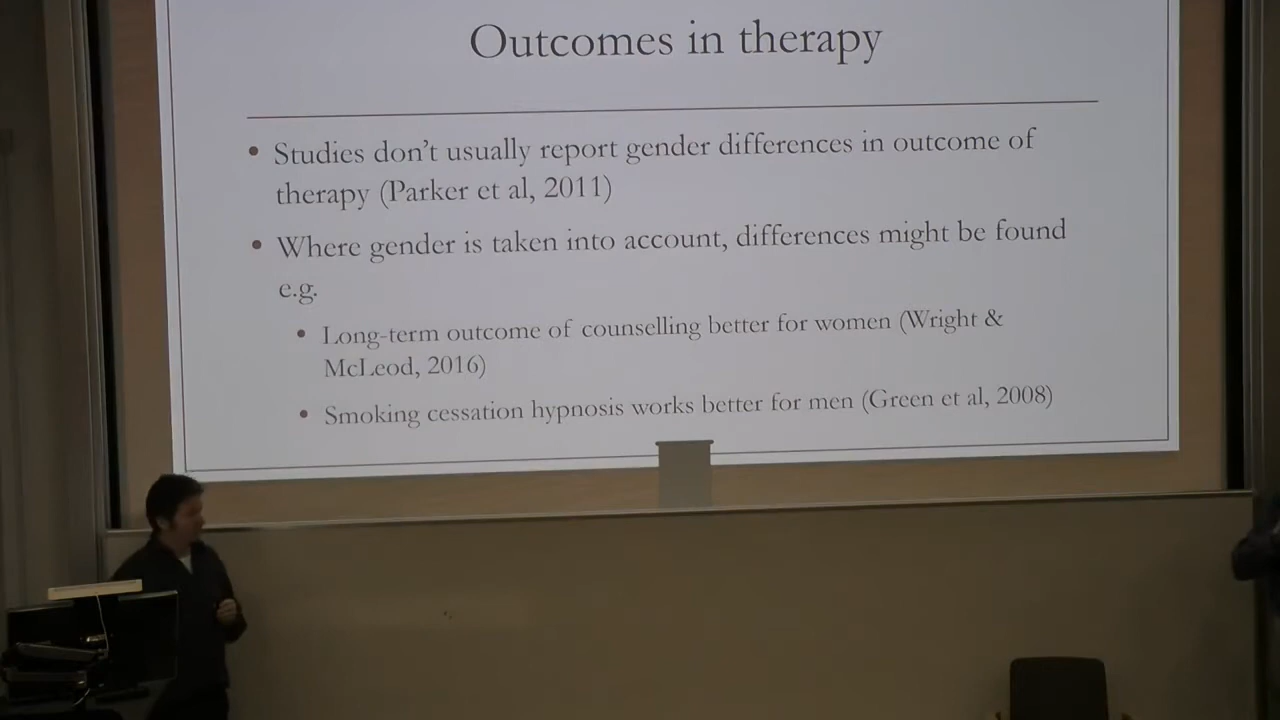 Outcomes in therapy
• Studies don't usually report gender differences in outcome of
therapy (Parker et al, 2011)
• Where gender is taken into account, differences might be found
e.g.
• Long-term outcome of counselling better for women (Wright &
McLeod, 2016)
• Smoking cessation hypnosis works better for men (Green et al, 2008)